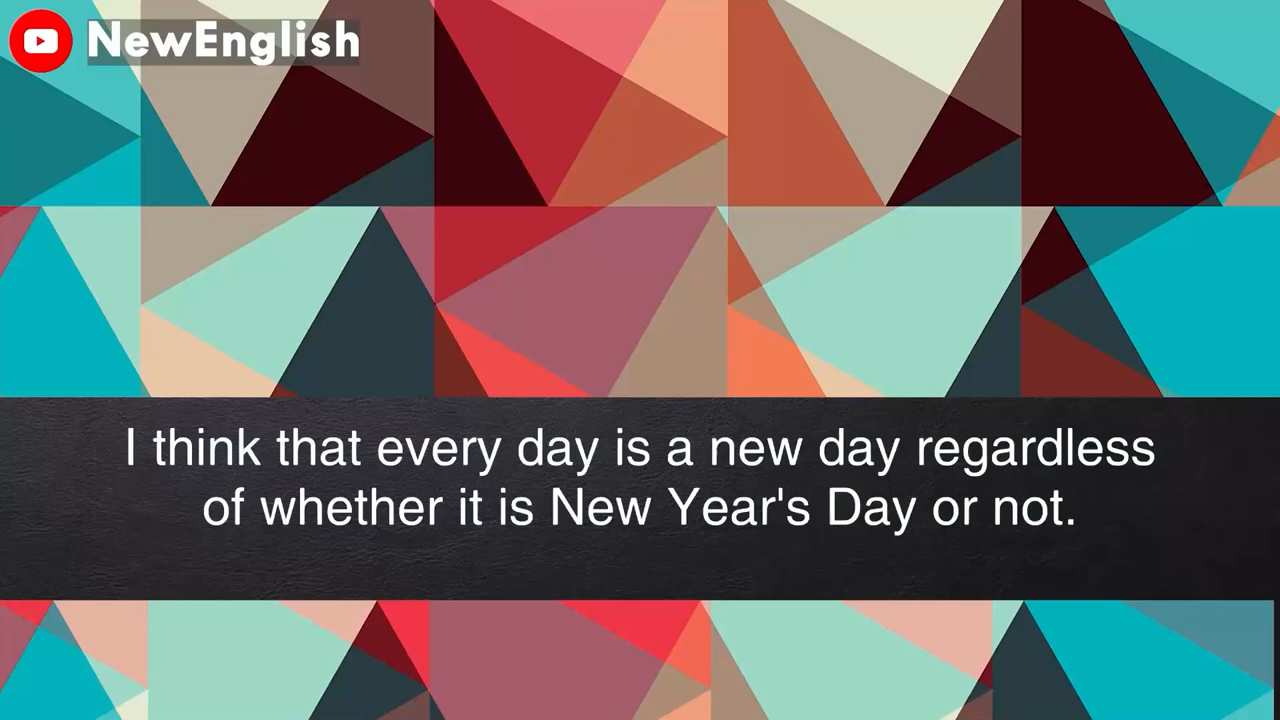 NewEnglish
I think that every day is a new day regardless
of whether it is New Year's Day or not.